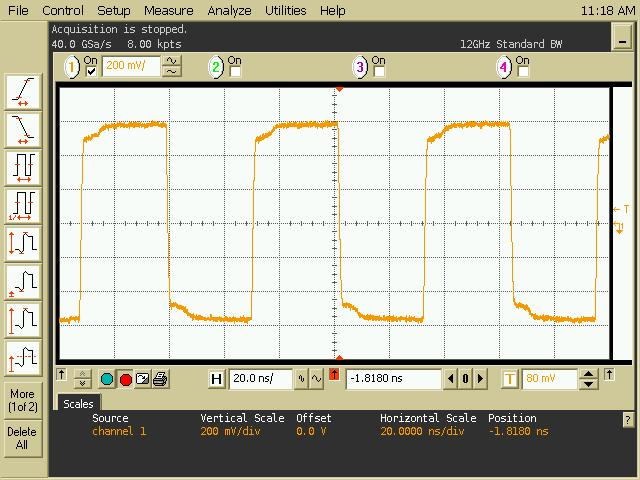 File Control Setup Measure Analyze Utilities Help 11:18 AM
Acquisition is stopped.
40.0 GSa/s 8.00 kpts 12GHz Standard BW
1 On 200 mV/ 2 On 3 On 4 On
T
H 20.0 ns/ -1.8180 ns 0 T 80 mV
More
(1of 2)
Delete
All
Scales
Source Vertical Scale Offset Horizontal Scale Position
channel 1 200 mV/div 0.0 V 20.0000 ns/div -1.8180 ns
?